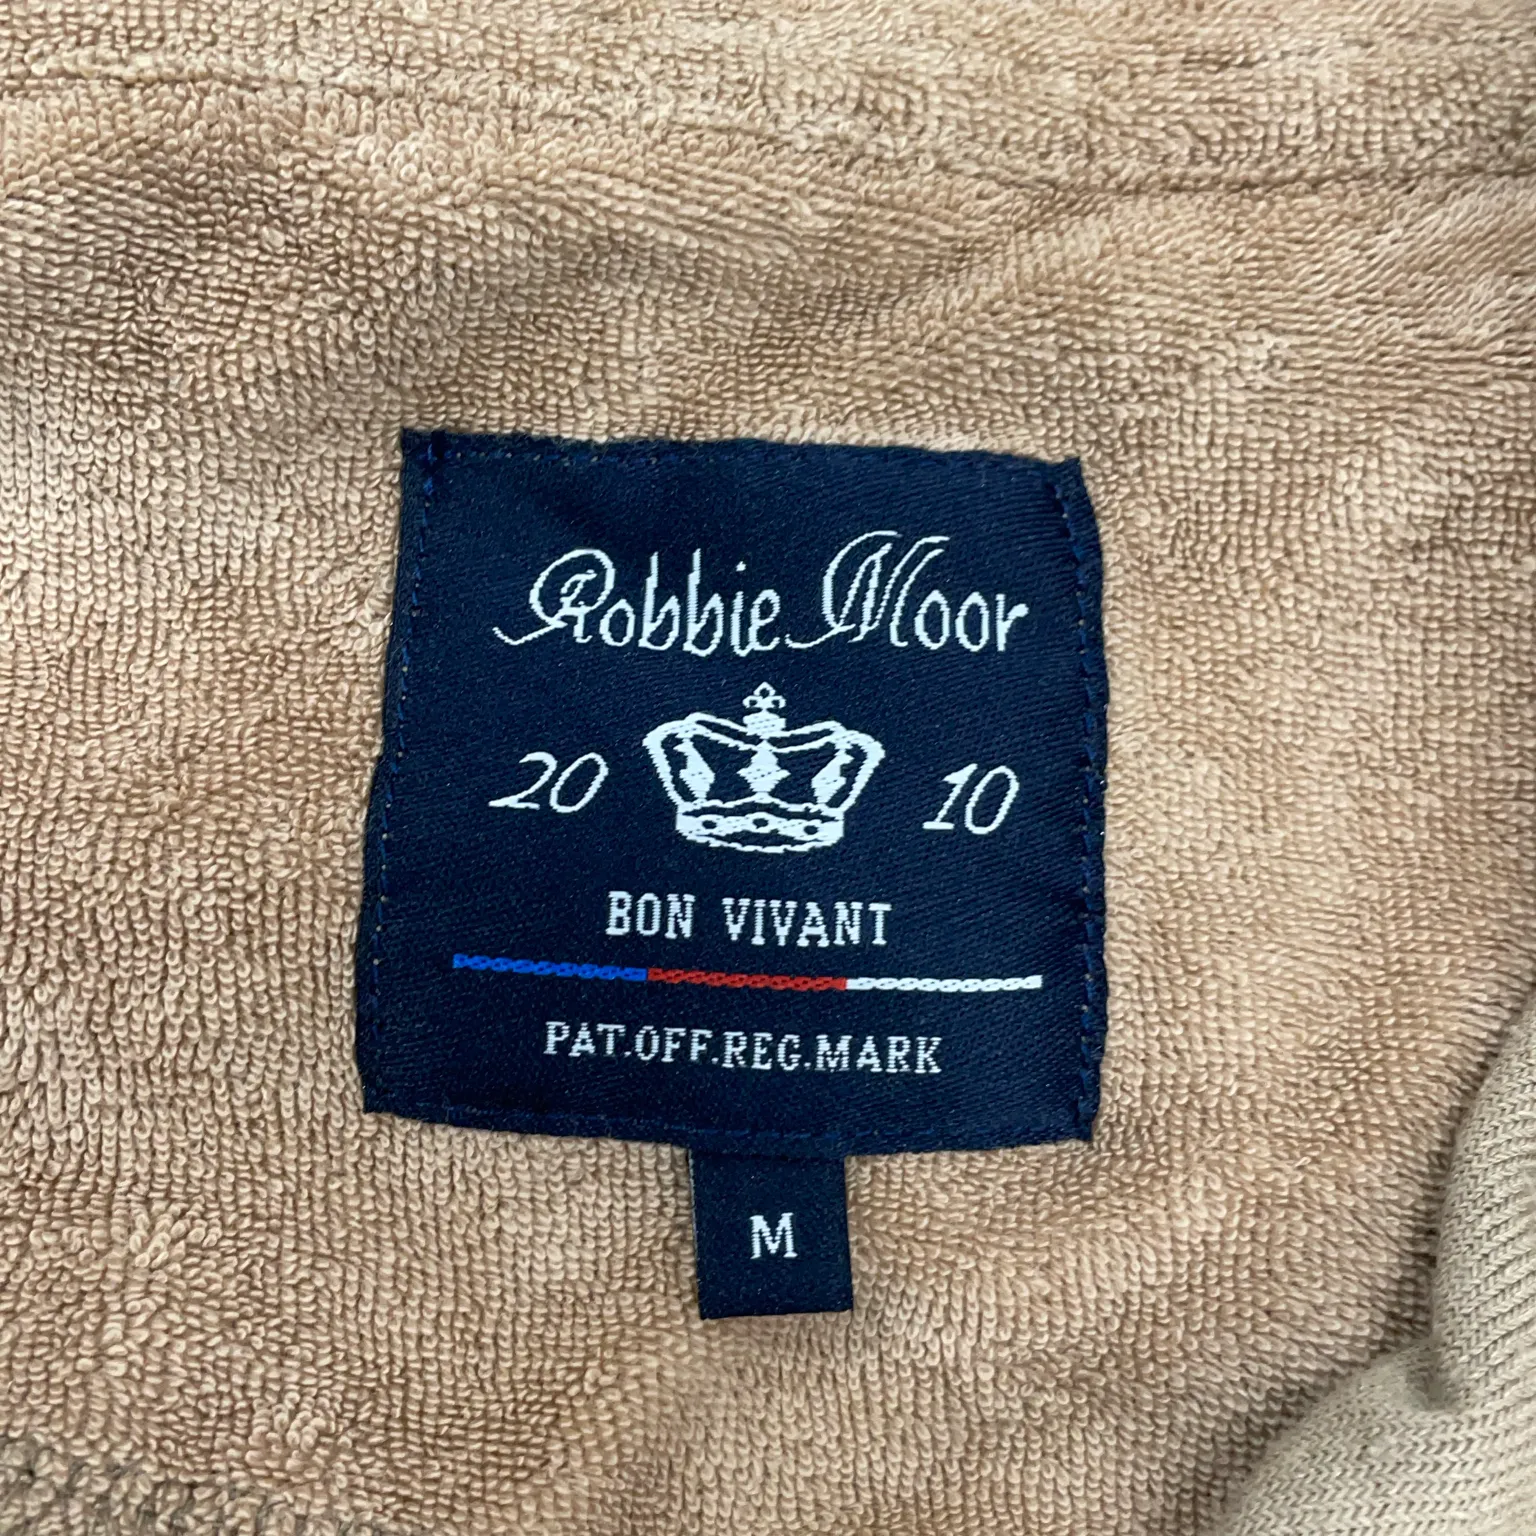 Robbie Moor
20 10
BON VIVANT
PAT.OFF.REG.MARK
M